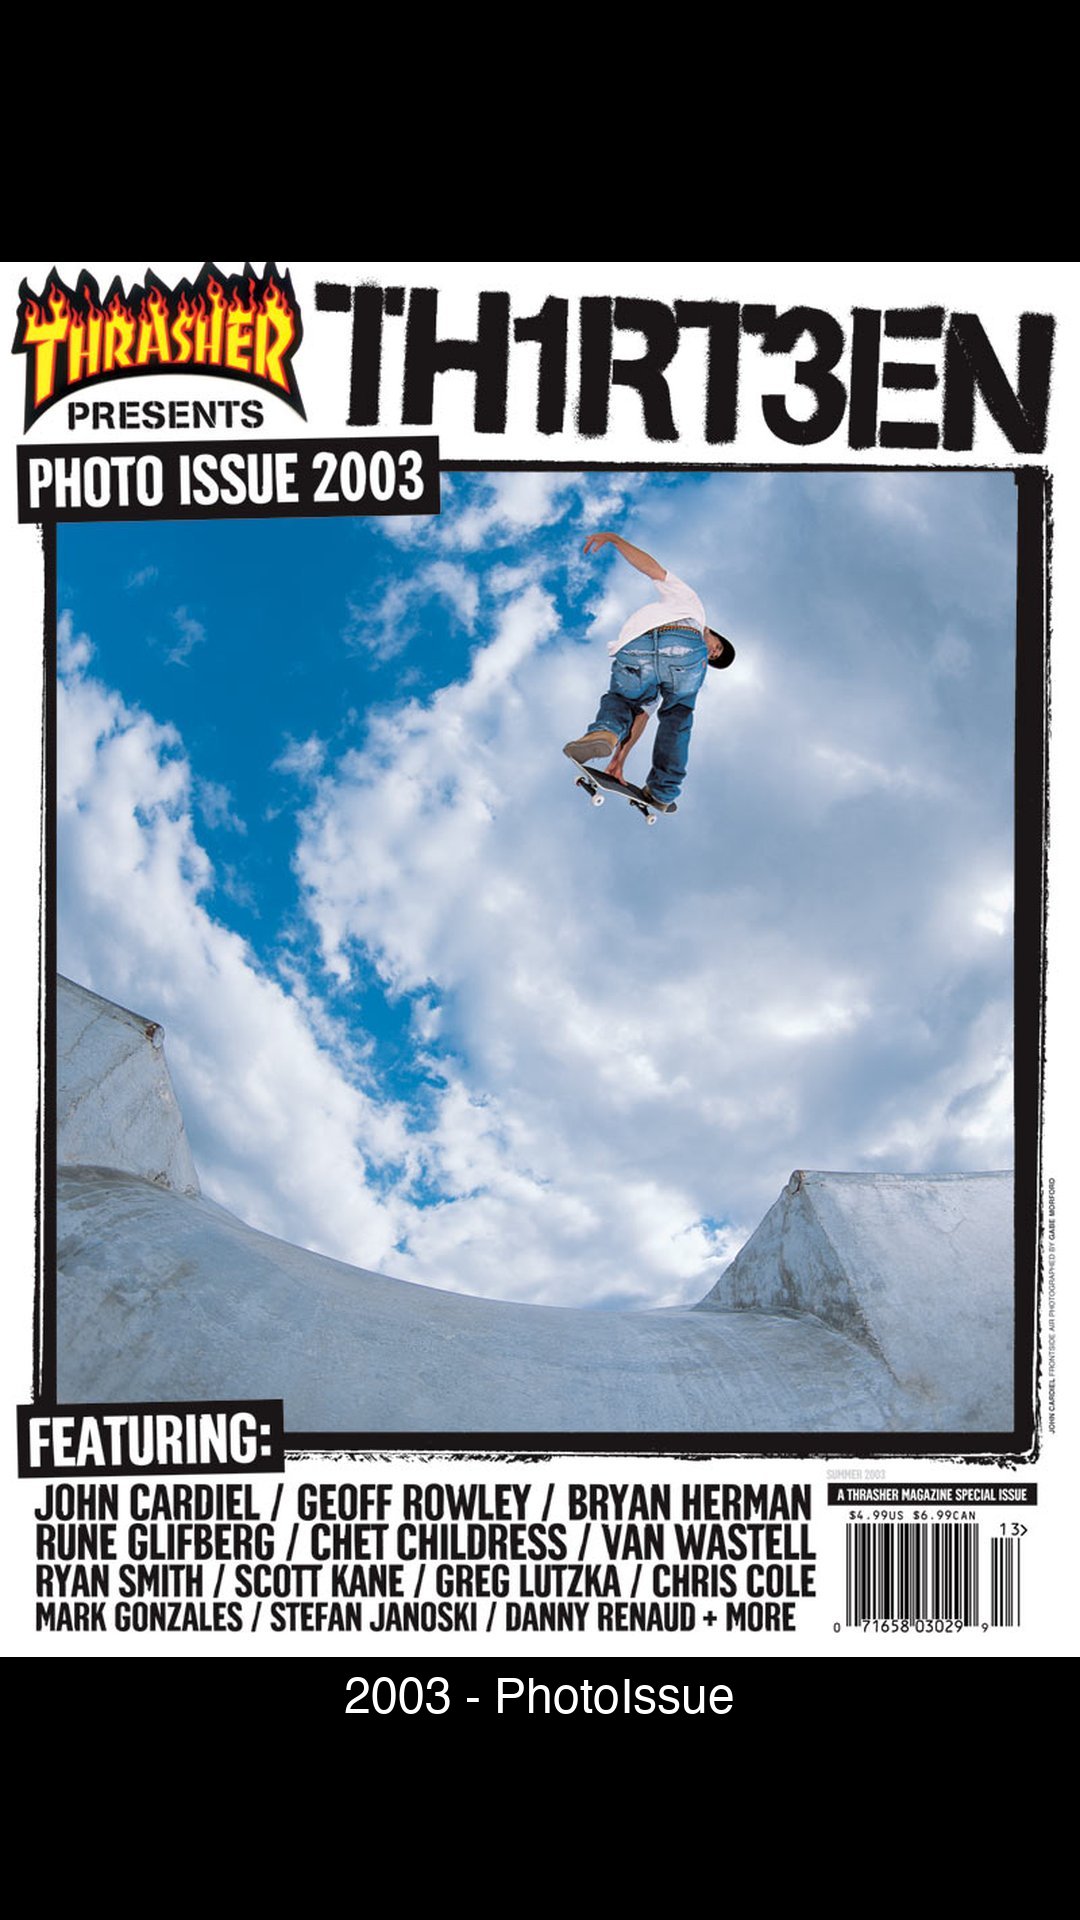 THRASHER
PRESENTS
TH1RT3EN
PHOTO ISSUE 2003
JOHN CARDIEL FRONTSIDE AIR PHOTOGRAPHED BY GABE MORFORD
FEATURING:
JOHN CARDIEL / GEOFF ROWLEY / BRYAN HERMAN
RUNE GLIFBERG / CHET CHILDRESS / VAN WASTELL
RYAN SMITH / SCOTT KANE / GREG LUTZKA / CHRIS COLE
MARK GONZALES / STEFAN JANOSKI / DANNY RENAUD + MORE
SUMMER 2003
A THRASHER MAGAZINE SPECIAL ISSUE
$4.99US $6.99CAN
13>
0 71658 03029 9
2003 - PhotoIssue